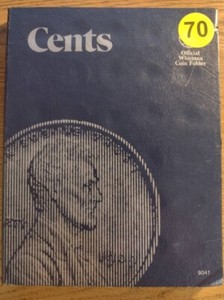 Cents
70
Official
Whitman
Coin Folder
9041